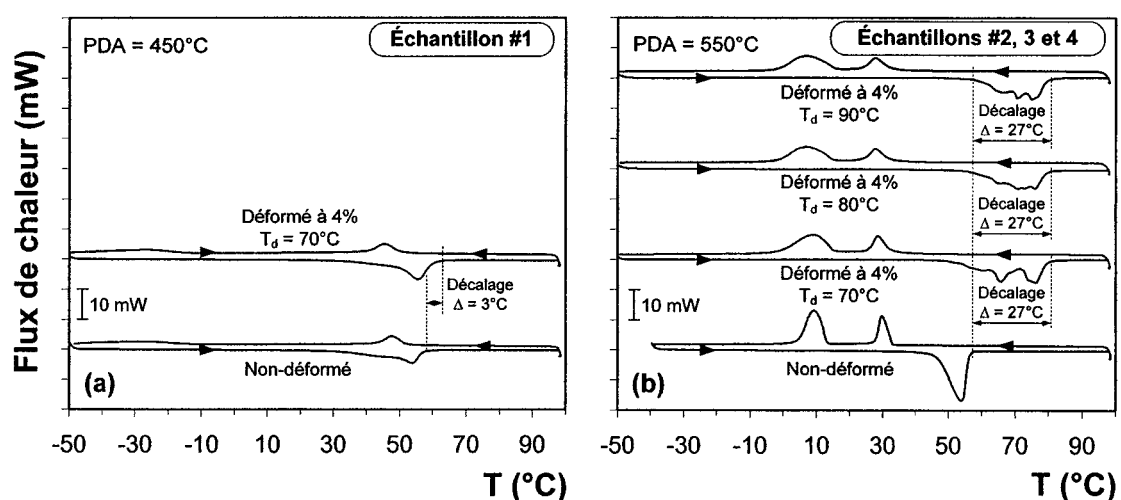 Flux de chaleur (mW)
PDA = 450°C
Échantillon #1
Déformé à 4%
T_d = 70°C
Décalage
Δ = 3°C
10 mW
Non-déformé
(a)
-50 -30 -10 10 30 50 70 90
T (°C)
PDA = 550°C
Échantillons #2, 3 et 4
Déformé à 4%
T_d = 90°C
Décalage
Δ = 27°C
Déformé à 4%
T_d = 80°C
Décalage
Δ = 27°C
Déformé à 4%
T_d = 70°C
Décalage
Δ = 27°C
10 mW
Non-déformé
(b)
-50 -30 -10 10 30 50 70 90
T (°C)